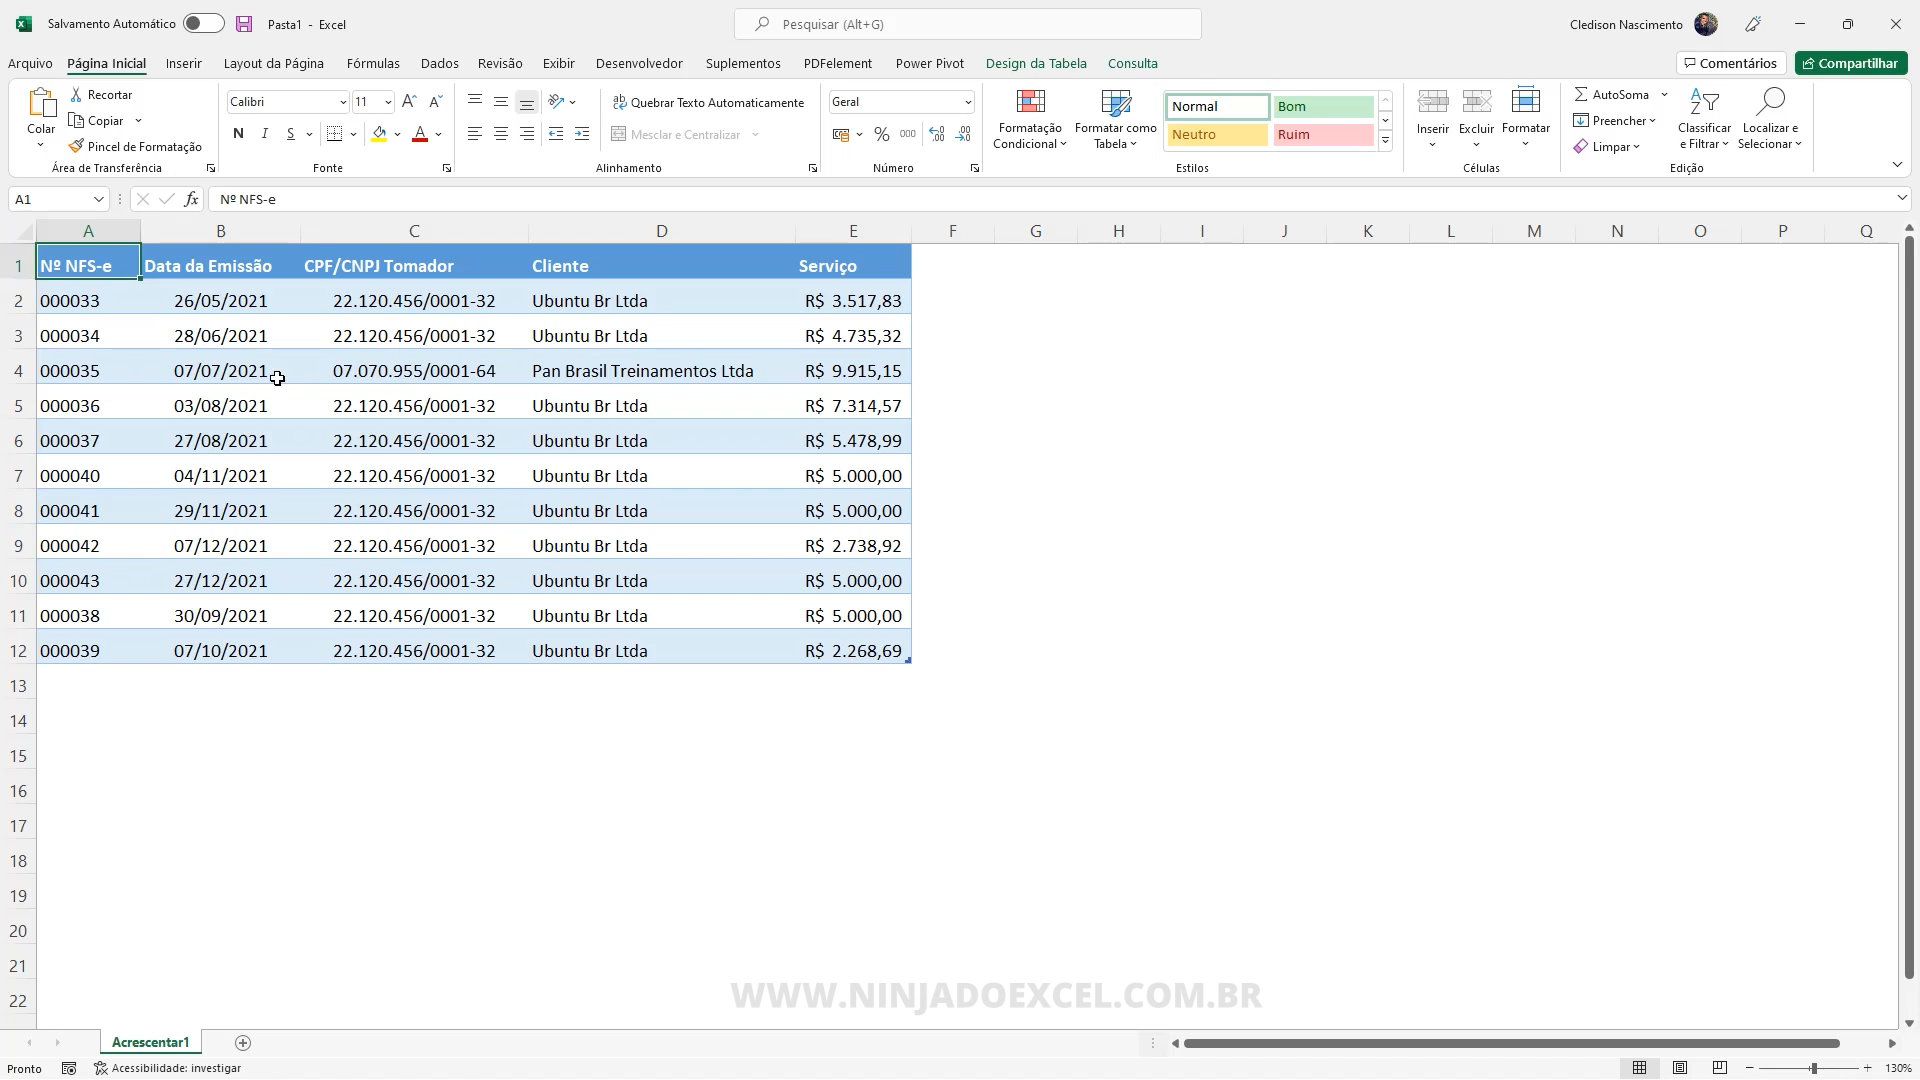 Salvamento Automático
Pasta1 - Excel
Pesquisar (Alt+G)
Cledison Nascimento
Arquivo Página Inicial Inserir Layout da Página Fórmulas Dados Revisão Exibir Desenvolvedor Suplementos PDFelement Power Pivot Design da Tabela Consulta Comentários Compartilhar
Colar
Recortar
Copiar
Pincel de Formatação
Área de Transferência
Calibri 11
N I S
Fonte
Quebrar Texto Automaticamente
Mesclar e Centralizar
Alinhamento
Geral
% 000
Número
Formatação Condicional
Formatar como Tabela
Normal Bom
Neutro Ruim
Estilos
Inserir Excluir Formatar
Células
AutoSoma
Preencher
Limpar
Classificar e Filtrar
Localizar e Selecionar
Edição
A1 fx Nº NFS-e
A B C D E F G H I J K L M N O P Q
1 Nº NFS-e Data da Emissão CPF/CNPJ Tomador Cliente Serviço
2 000033 26/05/2021 22.120.456/0001-32 Ubuntu Br Ltda R$ 3.517,83
3 000034 28/06/2021 22.120.456/0001-32 Ubuntu Br Ltda R$ 4.735,32
4 000035 07/07/2021 07.070.955/0001-64 Pan Brasil Treinamentos Ltda R$ 9.915,15
5 000036 03/08/2021 22.120.456/0001-32 Ubuntu Br Ltda R$ 7.314,57
6 000037 27/08/2021 22.120.456/0001-32 Ubuntu Br Ltda R$ 5.478,99
7 000040 04/11/2021 22.120.456/0001-32 Ubuntu Br Ltda R$ 5.000,00
8 000041 29/11/2021 22.120.456/0001-32 Ubuntu Br Ltda R$ 5.000,00
9 000042 07/12/2021 22.120.456/0001-32 Ubuntu Br Ltda R$ 2.738,92
10 000043 27/12/2021 22.120.456/0001-32 Ubuntu Br Ltda R$ 5.000,00
11 000038 30/09/2021 22.120.456/0001-32 Ubuntu Br Ltda R$ 5.000,00
12 000039 07/10/2021 22.120.456/0001-32 Ubuntu Br Ltda R$ 2.268,69
13
14
15
16
17
18
19
20
21
22
WWW.NINJADOEXCEL.COM.BR
Acrescentar1
Pronto
Acessibilidade: investigar
130%